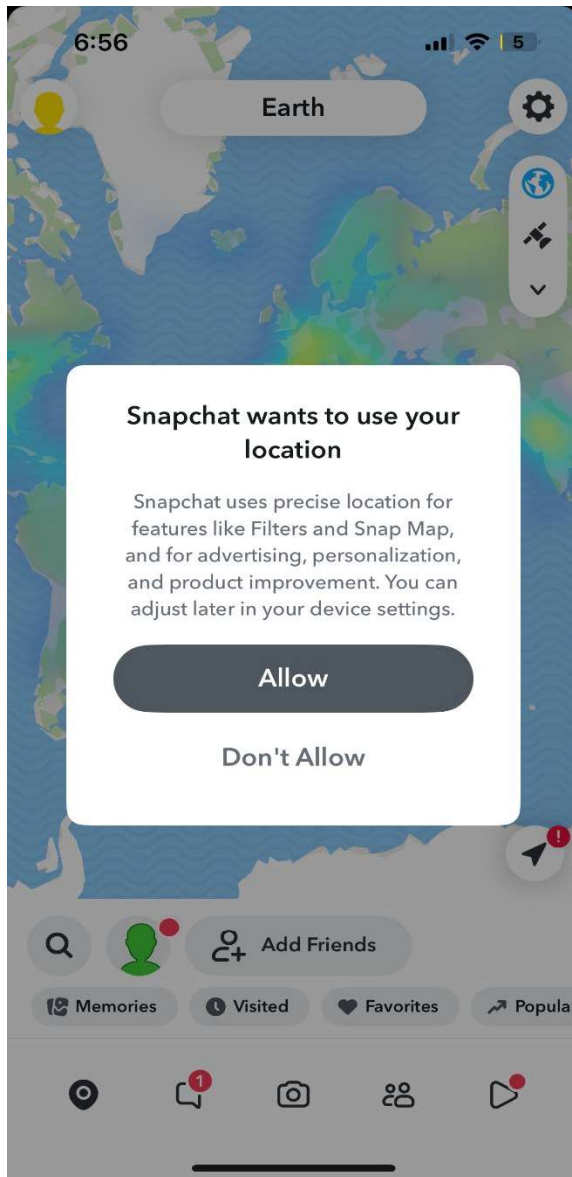 6:56
5
Earth
Snapchat wants to use your
location
Snapchat uses precise location for
features like Filters and Snap Map,
and for advertising, personalization,
and product improvement. You can
adjust later in your device settings.
Allow
Don't Allow
!
Add Friends
Memories
Visited
Favorites
Popula
1